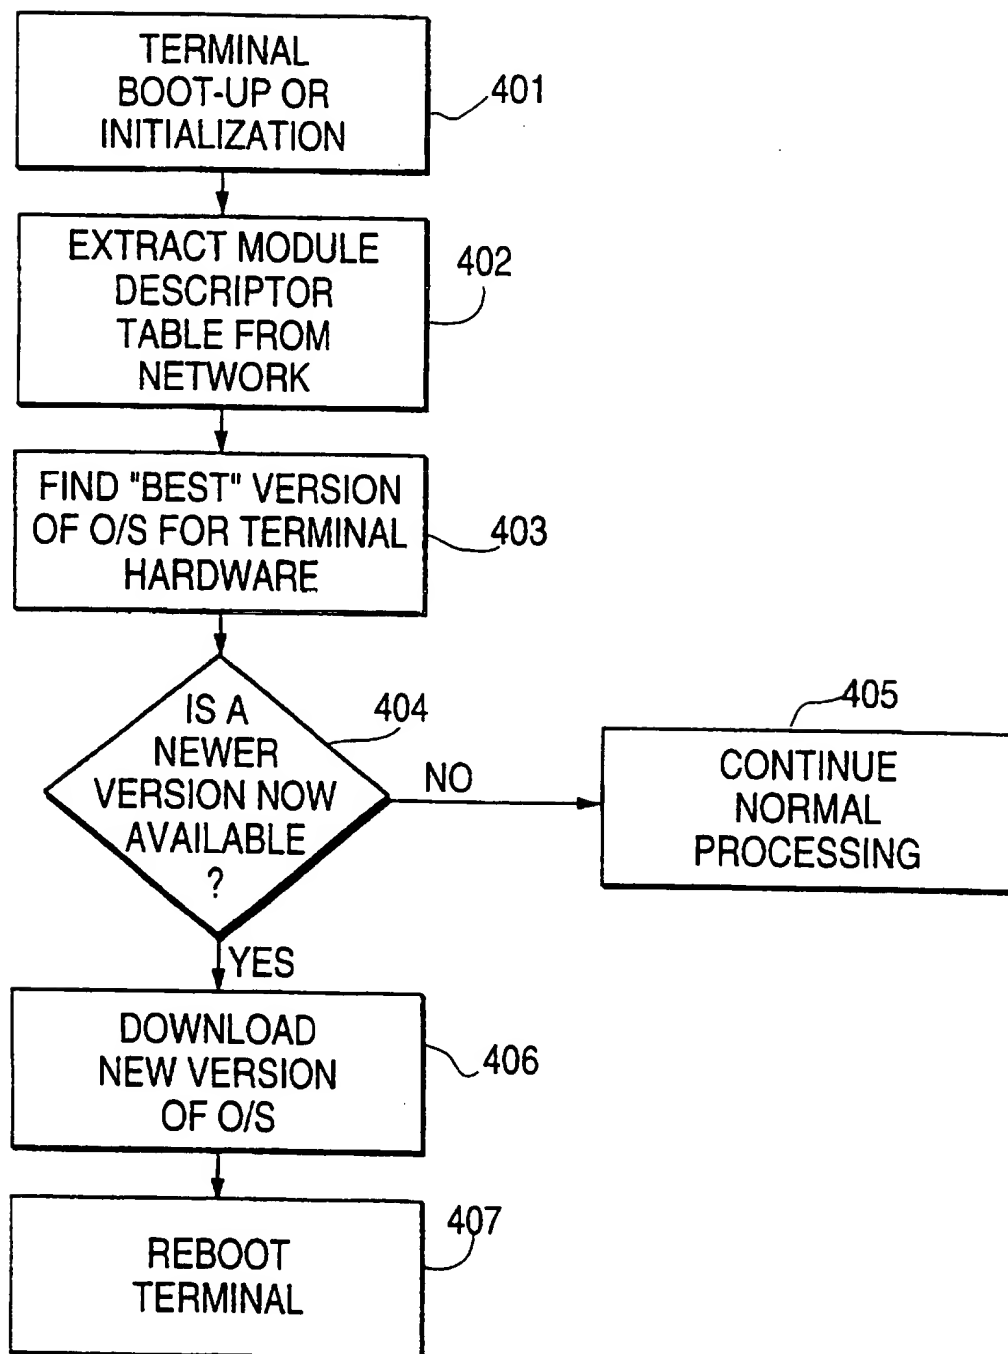 TERMINAL
BOOT-UP OR
INITIALIZATION
401
EXTRACT MODULE
DESCRIPTOR
TABLE FROM
NETWORK
402
FIND "BEST" VERSION
OF O/S FOR TERMINAL
HARDWARE
403
IS A
NEWER
VERSION NOW
AVAILABLE
?
404
NO
405
CONTINUE
NORMAL
PROCESSING
YES
DOWNLOAD
NEW VERSION
OF O/S
406
REBOOT
TERMINAL
407